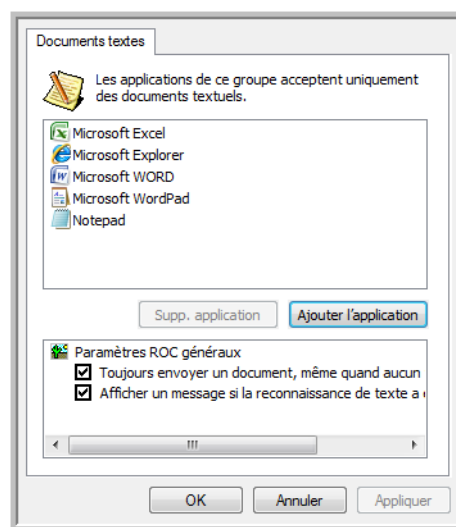 Documents textes
Les applications de ce groupe acceptent uniquement
des documents textuels.
Microsoft Excel
Microsoft Explorer
Microsoft WORD
Microsoft WordPad
Notepad
Supp. application
Ajouter l'application
Paramètres ROC généraux
Toujours envoyer un document, même quand aucun
Afficher un message si la reconnaissance de texte a
OK
Annuler
Appliquer